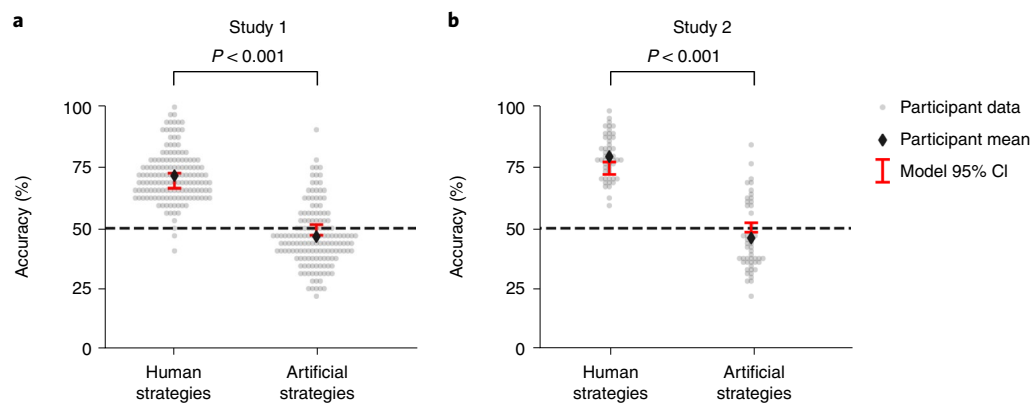 a
Study 1
P < 0.001
100
75
50
25
0
Accuracy (%)
Human
strategies
Artificial
strategies
b
Study 2
P < 0.001
100
75
50
25
0
Accuracy (%)
Human
strategies
Artificial
strategies
Participant data
Participant mean
Model 95% CI